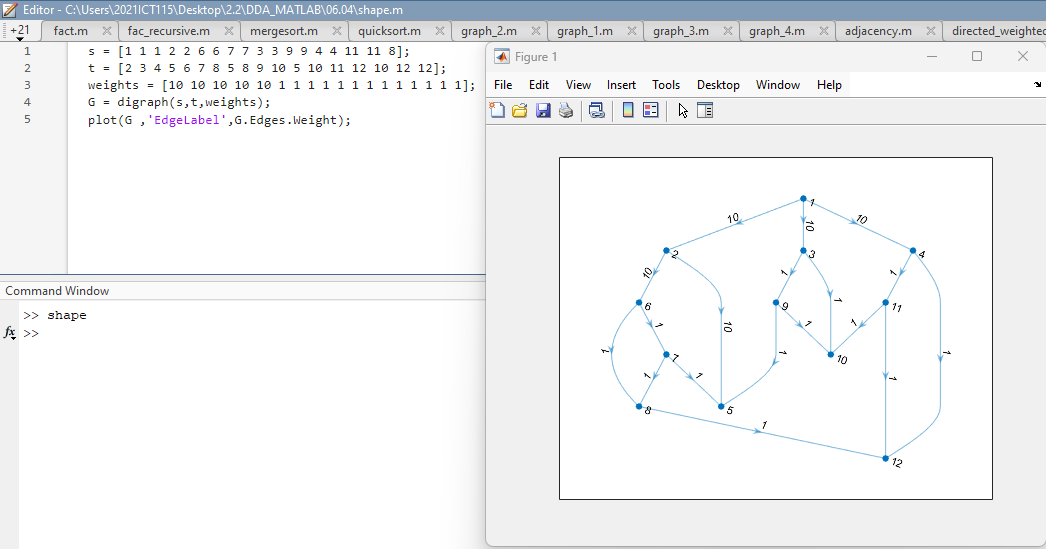 Editor - C:\Users\2021ICT115\Desktop\2.2\DDA_MATLAB\06.04\shape.m
+21 fact.m fac_recursive.m mergesort.m quicksort.m graph_2.m graph_1.m graph_3.m graph_4.m adjacency.m directed_weighted
1 s = [1 1 1 2 2 6 6 7 7 3 3 9 9 4 4 11 11 8];
2 t = [2 3 4 5 6 7 8 5 8 9 10 5 10 11 12 10 12 12];
3 weights = [10 10 10 10 10 1 1 1 1 1 1 1 1 1 1 1 1 1];
4 G = digraph(s,t,weights);
5 plot(G ,'EdgeLabel',G.Edges.Weight);
Figure 1
File Edit View Insert Tools Desktop Window Help
1
10 10 10
2 3 4
10 1 1
6 9 1 11
1 10 1 1
1 7 1 10 1 1
1 1
8 5
1
12
Command Window
>> shape
fx >>